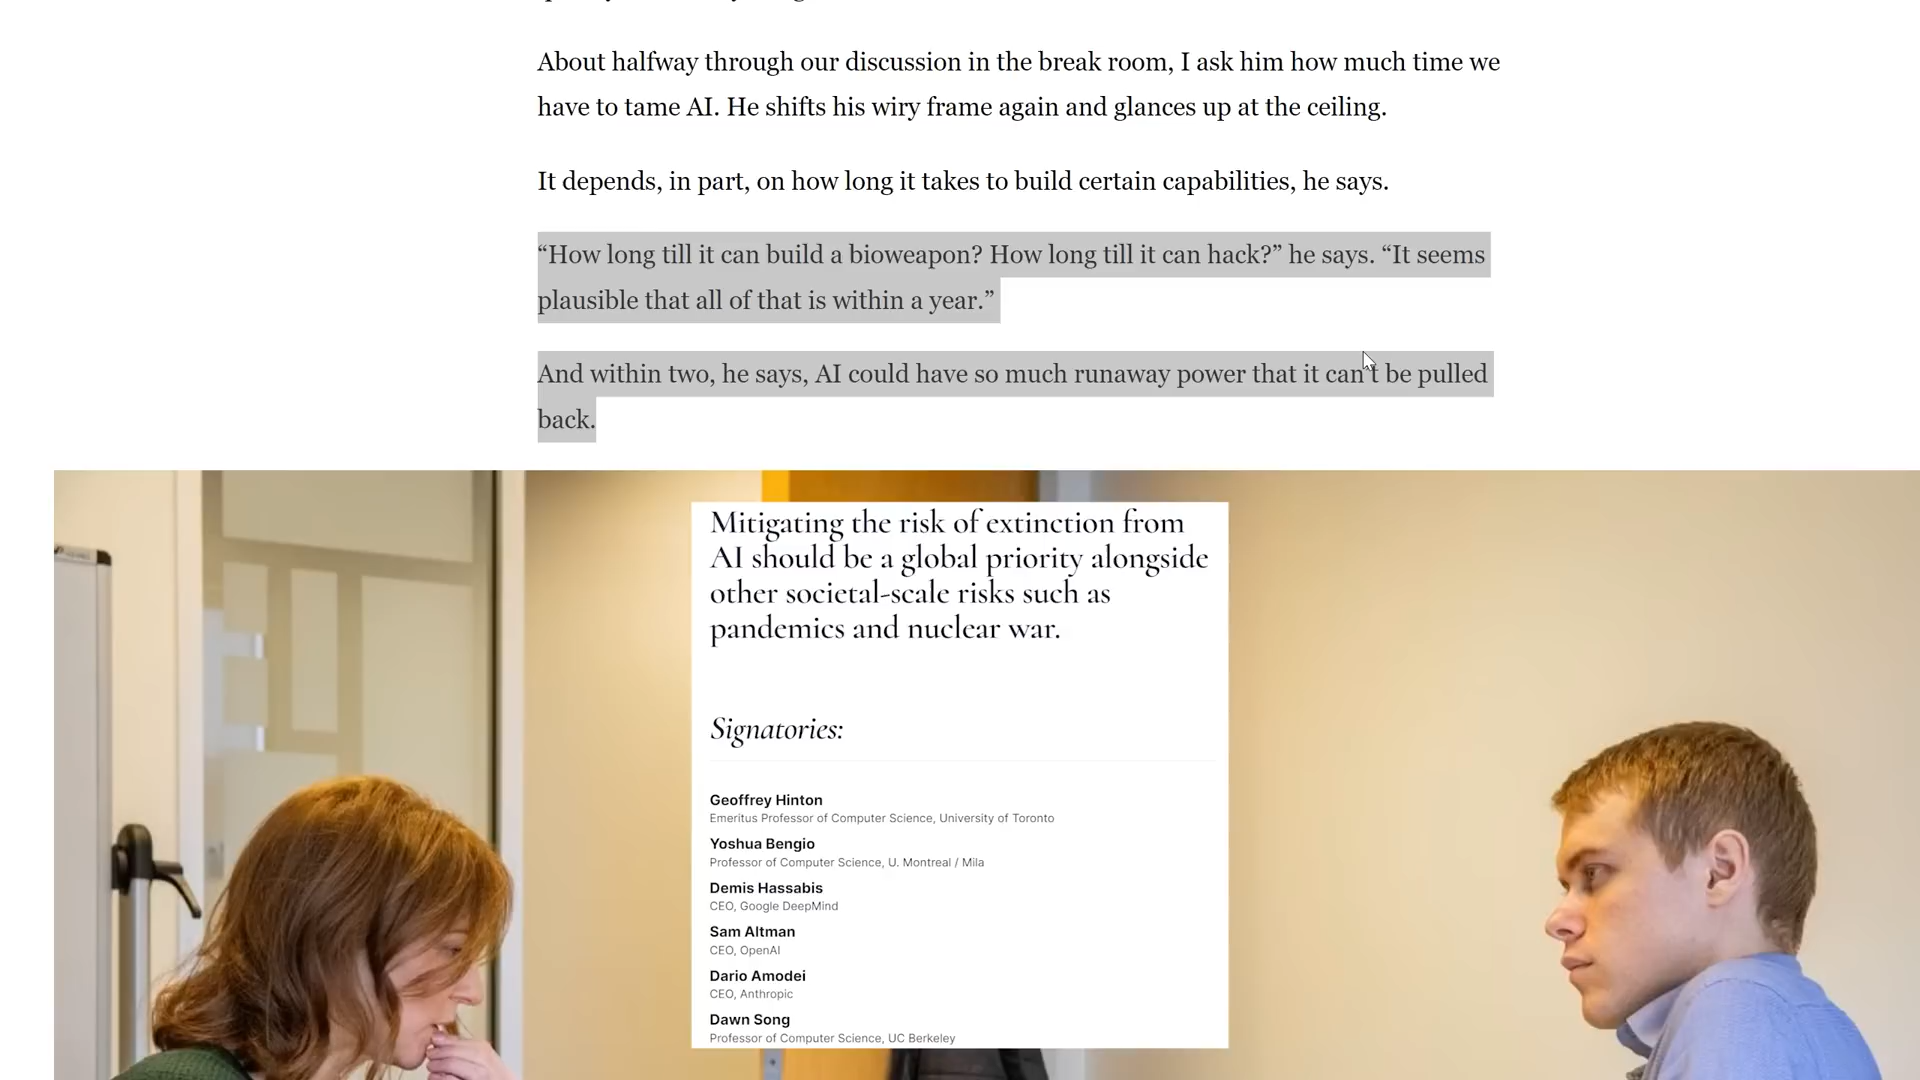 About halfway through our discussion in the break room, I ask him how much time we
have to tame AI. He shifts his wiry frame again and glances up at the ceiling.
It depends, in part, on how long it takes to build certain capabilities, he says.
“How long till it can build a bioweapon? How long till it can hack?” he says. “It seems
plausible that all of that is within a year.”
And within two, he says, AI could have so much runaway power that it can’t be pulled
back.
Mitigating the risk of extinction from
AI should be a global priority alongside
other societal-scale risks such as
pandemics and nuclear war.
Signatories:
Geoffrey Hinton
Emeritus Professor of Computer Science, University of Toronto
Yoshua Bengio
Professor of Computer Science, U. Montreal / Mila
Demis Hassabis
CEO, Google DeepMind
Sam Altman
CEO, OpenAI
Dario Amodei
CEO, Anthropic
Dawn Song
Professor of Computer Science, UC Berkeley